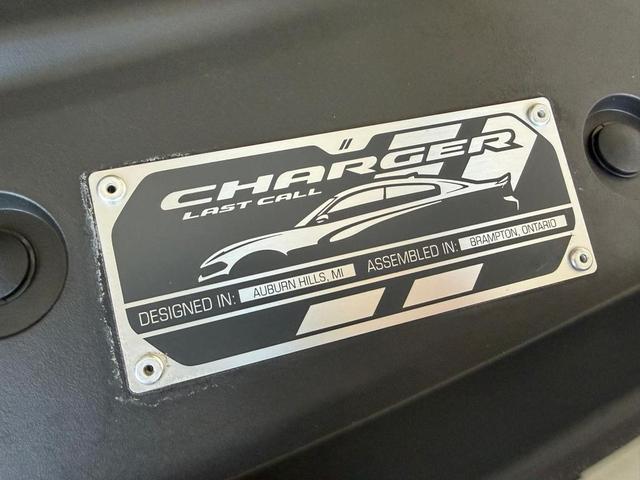 CHARGER
LAST CALL
DESIGNED IN: AUBURN HILLS, MI ASSEMBLED IN: BRAMPTON, ONTARIO